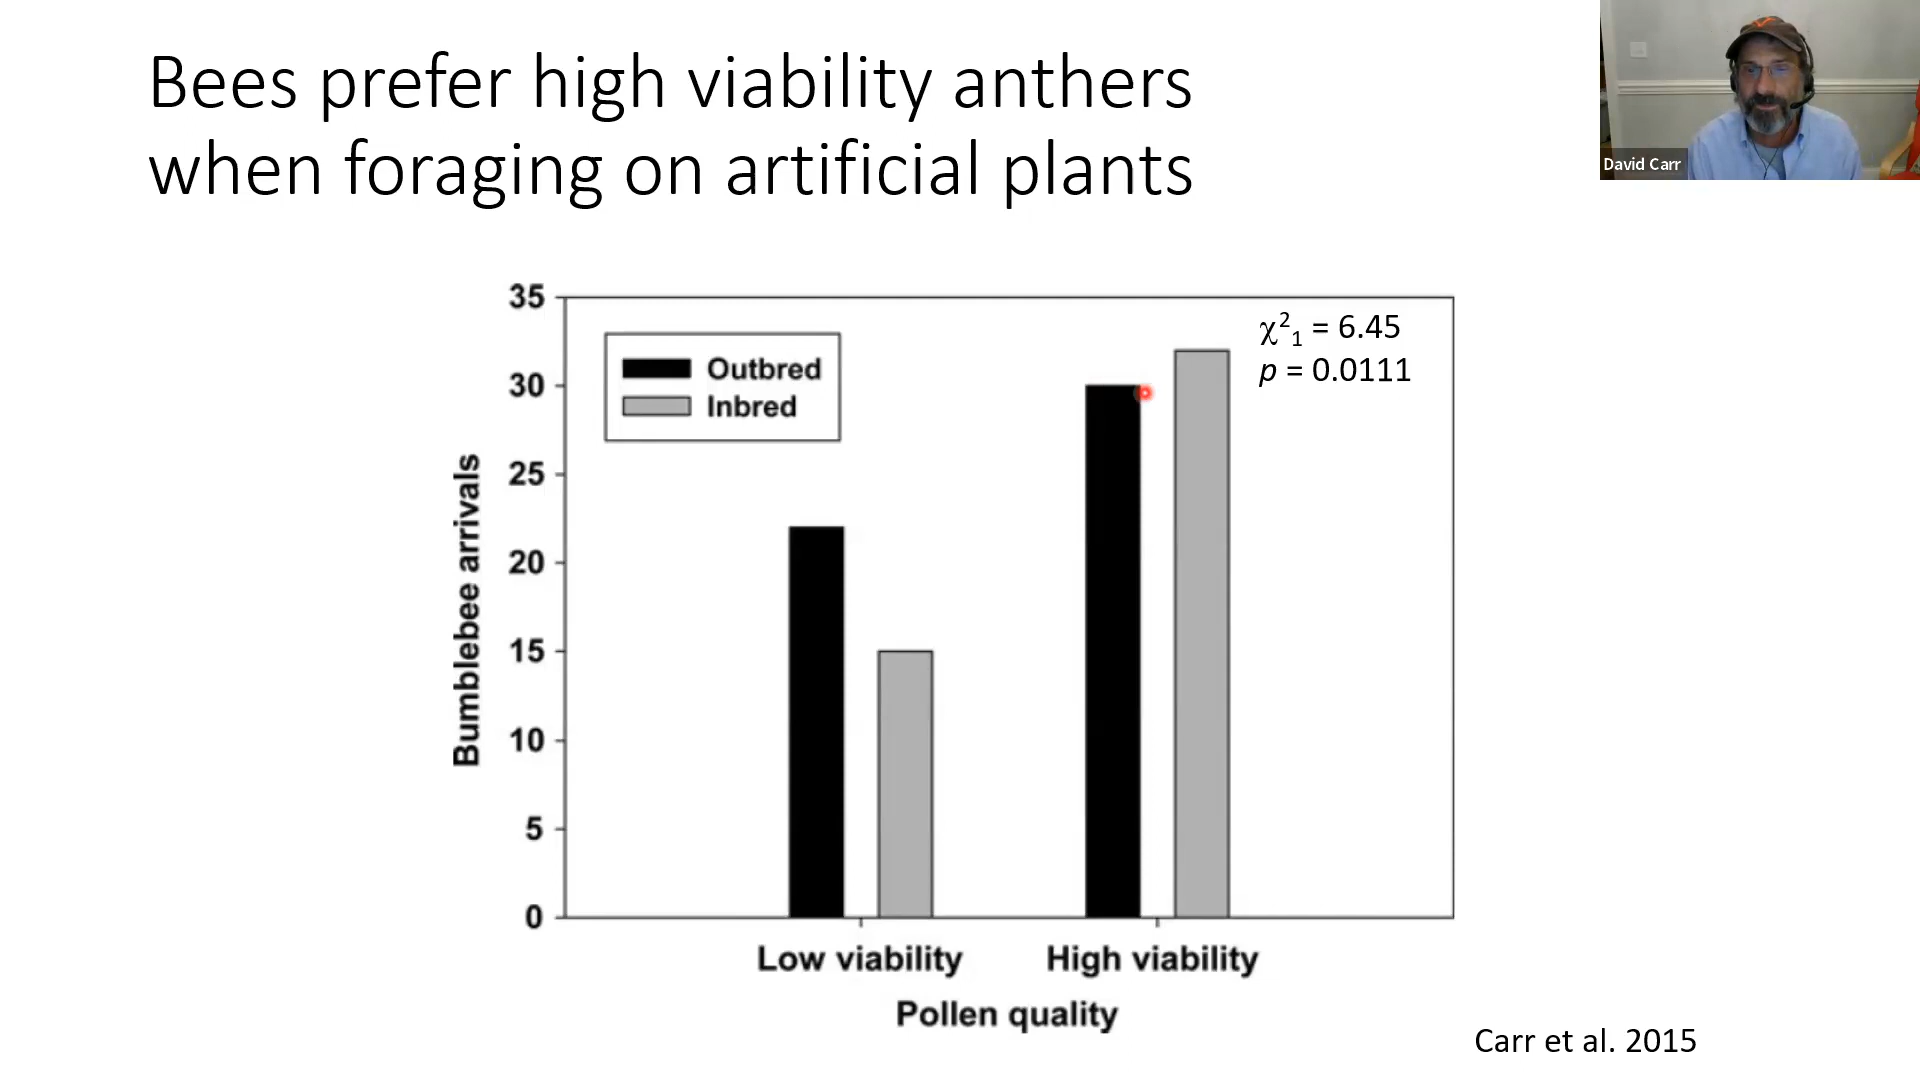 Bees prefer high viability anthers
when foraging on artificial plants
David Carr
35
30
25
20
15
10
5
0
Bumblebee arrivals
Outbred
Inbred
χ²₁ = 6.45
p = 0.0111
Low viability
High viability
Pollen quality
Carr et al. 2015